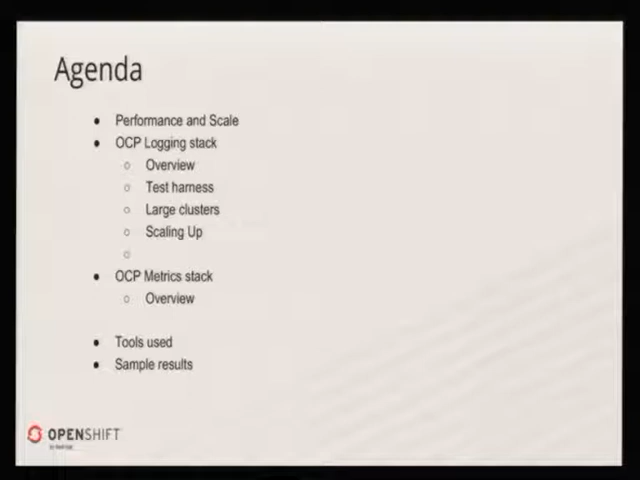 Agenda
● Performance and Scale
● OCP Logging stack
○ Overview
○ Test harness
○ Large clusters
○ Scaling Up
○
● OCP Metrics stack
○ Overview
● Tools used
● Sample results
OPENSHIFT